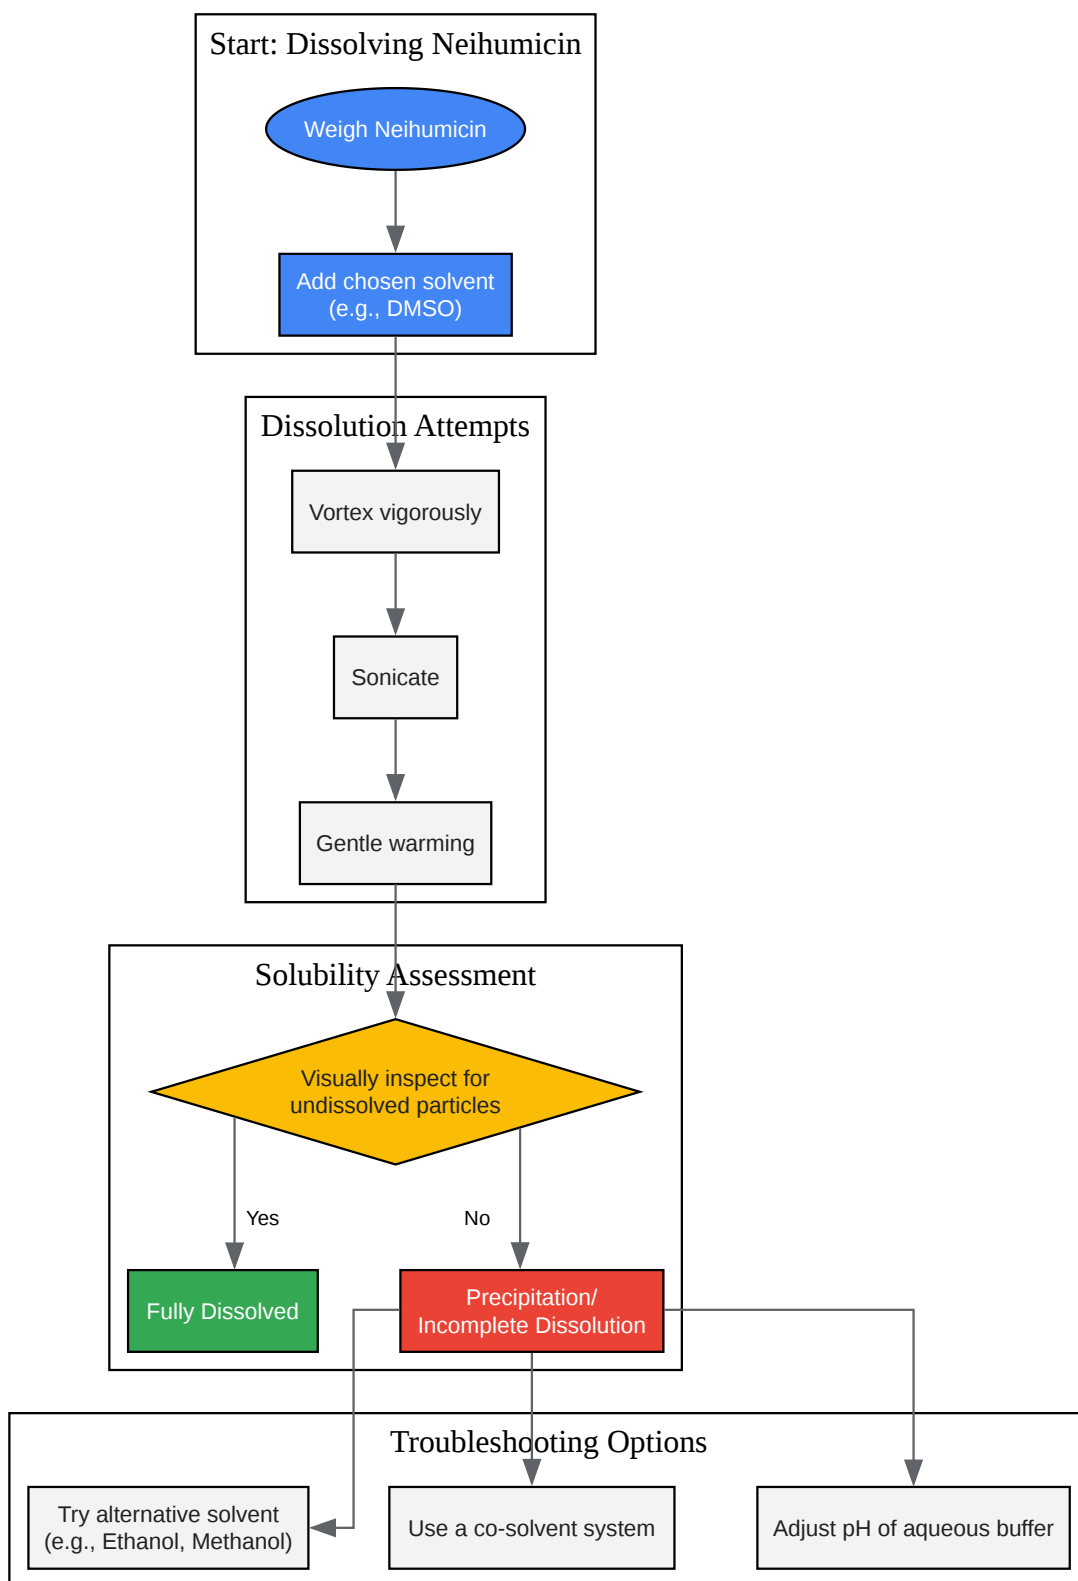 Start: Dissolving Neihumicin
Weigh Neihumicin
Add chosen solvent
(e.g., DMSO)
Dissolution Attempts
Vortex vigorously
Sonicate
Gentle warming
Solubility Assessment
Visually inspect for
undissolved particles
Yes
No
Fully Dissolved
Precipitation/
Incomplete Dissolution
Troubleshooting Options
Try alternative solvent
(e.g., Ethanol, Methanol)
Use a co-solvent system
Adjust pH of aqueous buffer